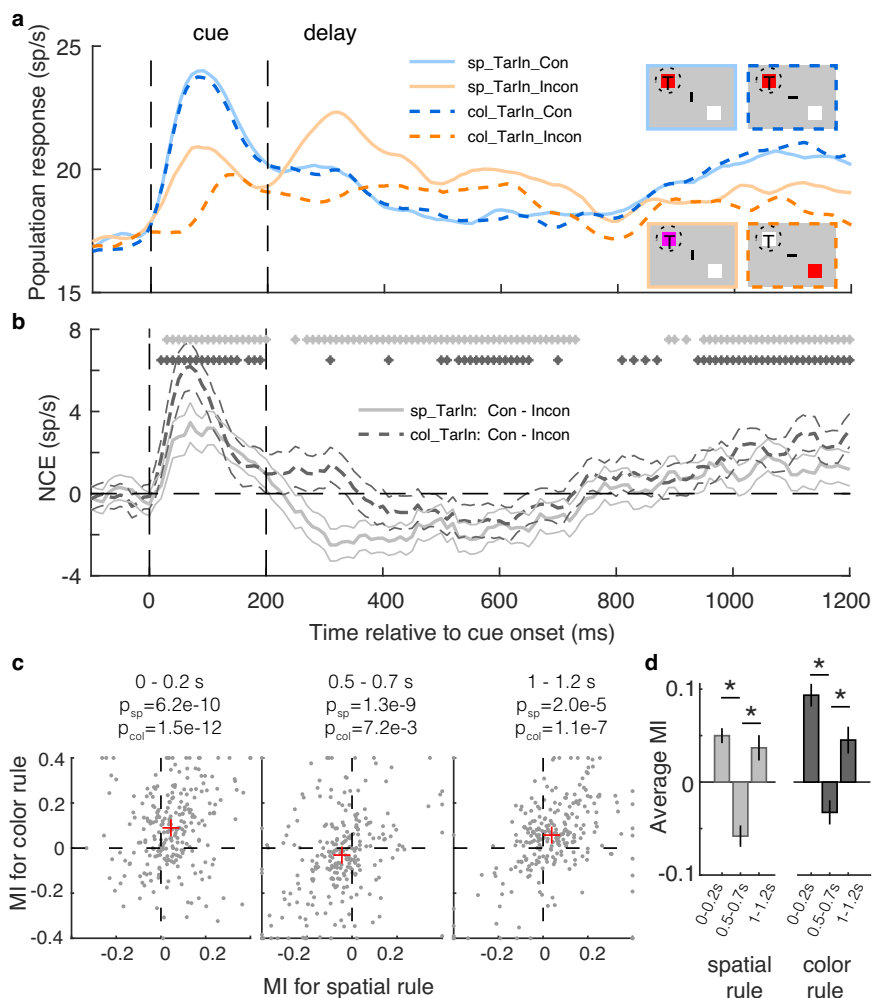 a
cue
delay
Populatioan response (sp/s)
25
20
15
sp_TarIn_Con
sp_TarIn_Incon
col_TarIn_Con
col_TarIn_Incon
T
T
T
T
b
NCE (sp/s)
8
4
0
-4
sp_TarIn: Con - Incon
col_TarIn: Con - Incon
0
200
400
600
800
1000
1200
Time relative to cue onset (ms)
c
0 - 0.2 s
p_sp=6.2e-10
p_col=1.5e-12
0.5 - 0.7 s
p_sp=1.3e-9
p_col=7.2e-3
1 - 1.2 s
p_sp=2.0e-5
p_col=1.1e-7
MI for color rule
0.4
0.2
0
-0.2
-0.4
-0.2
0
0.2
-0.2
0
0.2
-0.2
0
0.2
MI for spatial rule
d
Average MI
0.1
0
-0.1
*
*
*
*
0-0.2s
0.5-0.7s
1-1.2s
0-0.2s
0.5-0.7s
1-1.2s
spatial
rule
color
rule